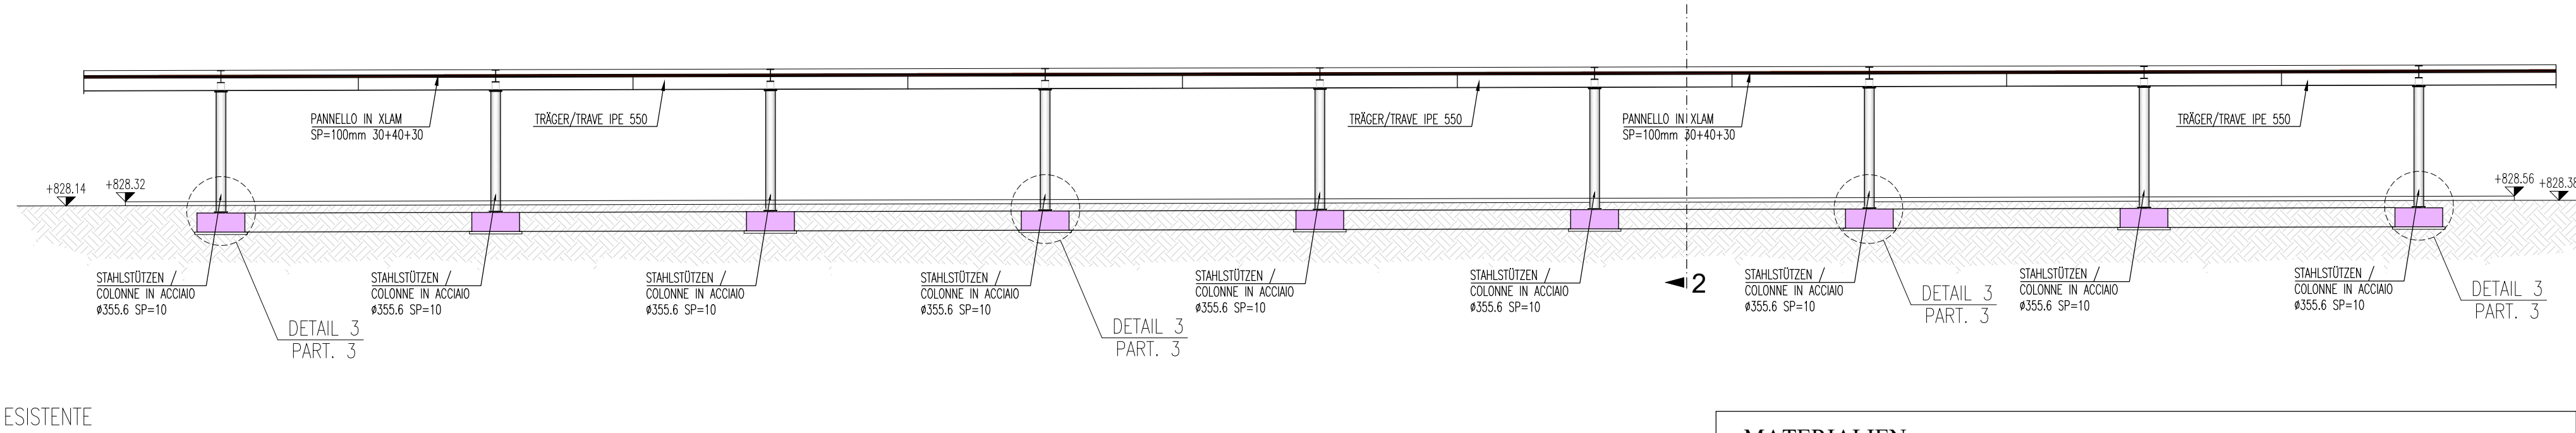 PANNELLO IN XLAM
SP=100mm 30+40+30
TRÄGER/TRAVE IPE 550
TRÄGER/TRAVE IPE 550
PANNELLO IN XLAM
SP=100mm 30+40+30
TRÄGER/TRAVE IPE 550
+828.14
+828.32
+828.56
+828.38
STAHLSTÜTZEN /
COLONNE IN ACCIAIO
ø355.6 SP=10
STAHLSTÜTZEN /
COLONNE IN ACCIAIO
ø355.6 SP=10
STAHLSTÜTZEN /
COLONNE IN ACCIAIO
ø355.6 SP=10
STAHLSTÜTZEN /
COLONNE IN ACCIAIO
ø355.6 SP=10
STAHLSTÜTZEN /
COLONNE IN ACCIAIO
ø355.6 SP=10
STAHLSTÜTZEN /
COLONNE IN ACCIAIO
ø355.6 SP=10
2
STAHLSTÜTZEN /
COLONNE IN ACCIAIO
ø355.6 SP=10
STAHLSTÜTZEN /
COLONNE IN ACCIAIO
ø355.6 SP=10
STAHLSTÜTZEN /
COLONNE IN ACCIAIO
ø355.6 SP=10
DETAIL 3
PART. 3
DETAIL 3
PART. 3
DETAIL 3
PART. 3
DETAIL 3
PART. 3
ESISTENTE
MATERIALIEN